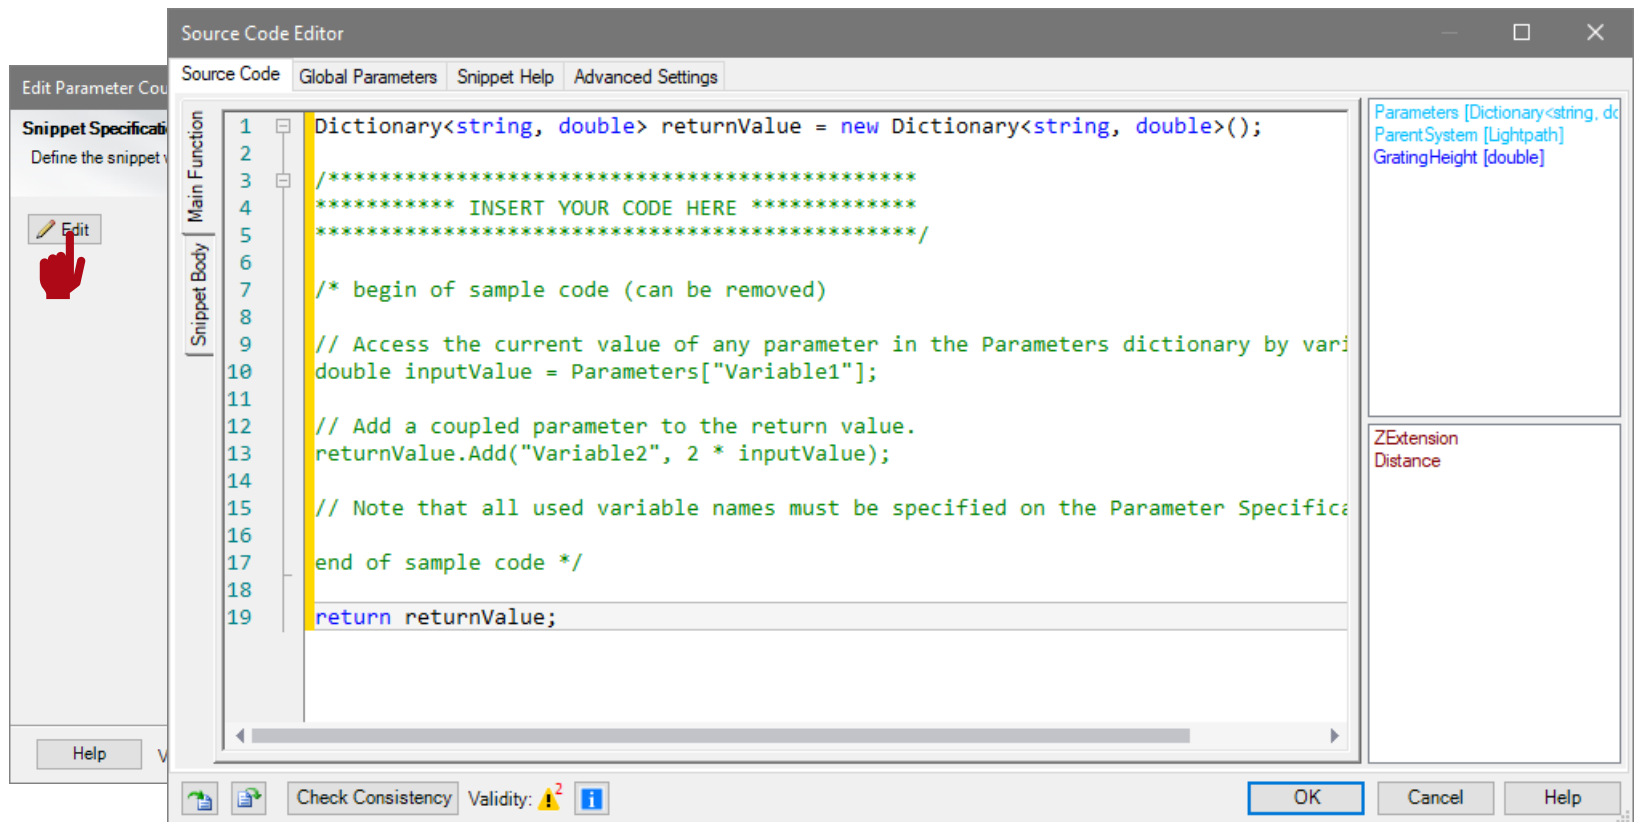 Source Code Editor
Edit Parameter Cou
Snippet Specificati
Define the snippet v
Edit
Help
V
Source Code
Global Parameters
Snippet Help
Advanced Settings
Main Function
Snippet Body
1 Dictionary<string, double> returnValue = new Dictionary<string, double>();
2
3 /**********************************************
4 *********** INSERT YOUR CODE HERE *************
5 ***********************************************/
6
7 /* begin of sample code (can be removed)
8
9 // Access the current value of any parameter in the Parameters dictionary by vari
10 double inputValue = Parameters["Variable1"];
11
12 // Add a coupled parameter to the return value.
13 returnValue.Add("Variable2", 2 * inputValue);
14
15 // Note that all used variable names must be specified on the Parameter Specifica
16
17 end of sample code */
18
19 return returnValue;
Parameters [Dictionary<string, do
ParentSystem [Lightpath]
GratingHeight [double]
ZExtension
Distance
Check Consistency
Validity: 2
OK
Cancel
Help